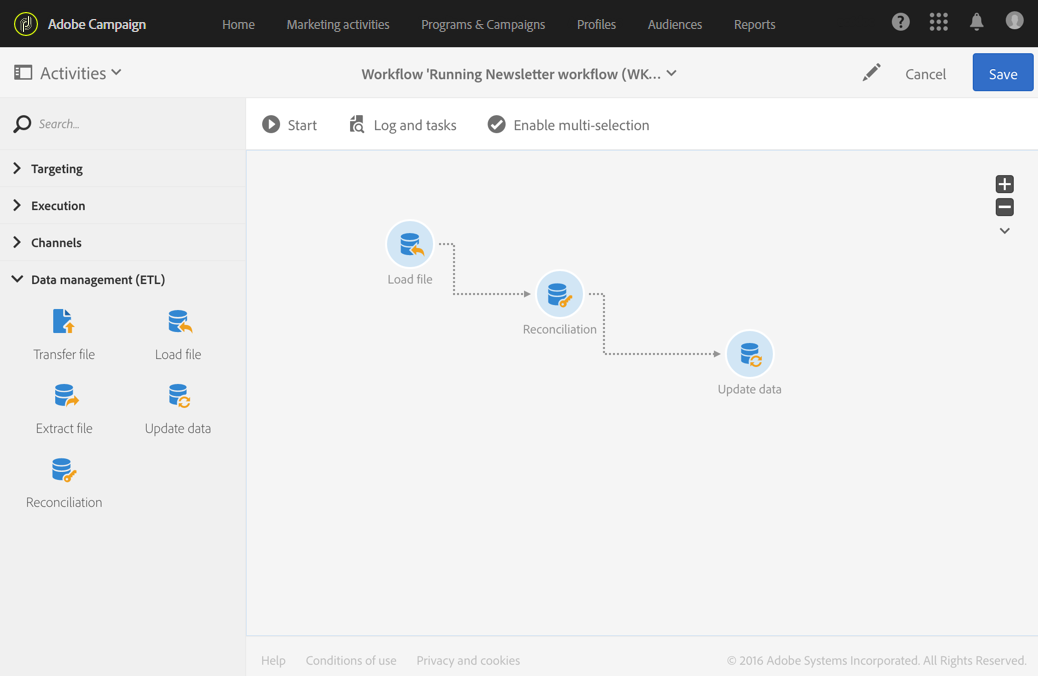 Adobe Campaign
Home
Marketing activities
Programs & Campaigns
Profiles
Audiences
Reports
Activities
Workflow 'Running Newsletter workflow (WK...
Cancel
Save
Search...
Start
Log and tasks
Enable multi-selection
Targeting
Execution
Channels
Data management (ETL)
Transfer file
Load file
Extract file
Update data
Reconciliation
Load file
Reconciliation
Update data
Help
Conditions of use
Privacy and cookies
© 2016 Adobe Systems Incorporated. All Rights Reserved.